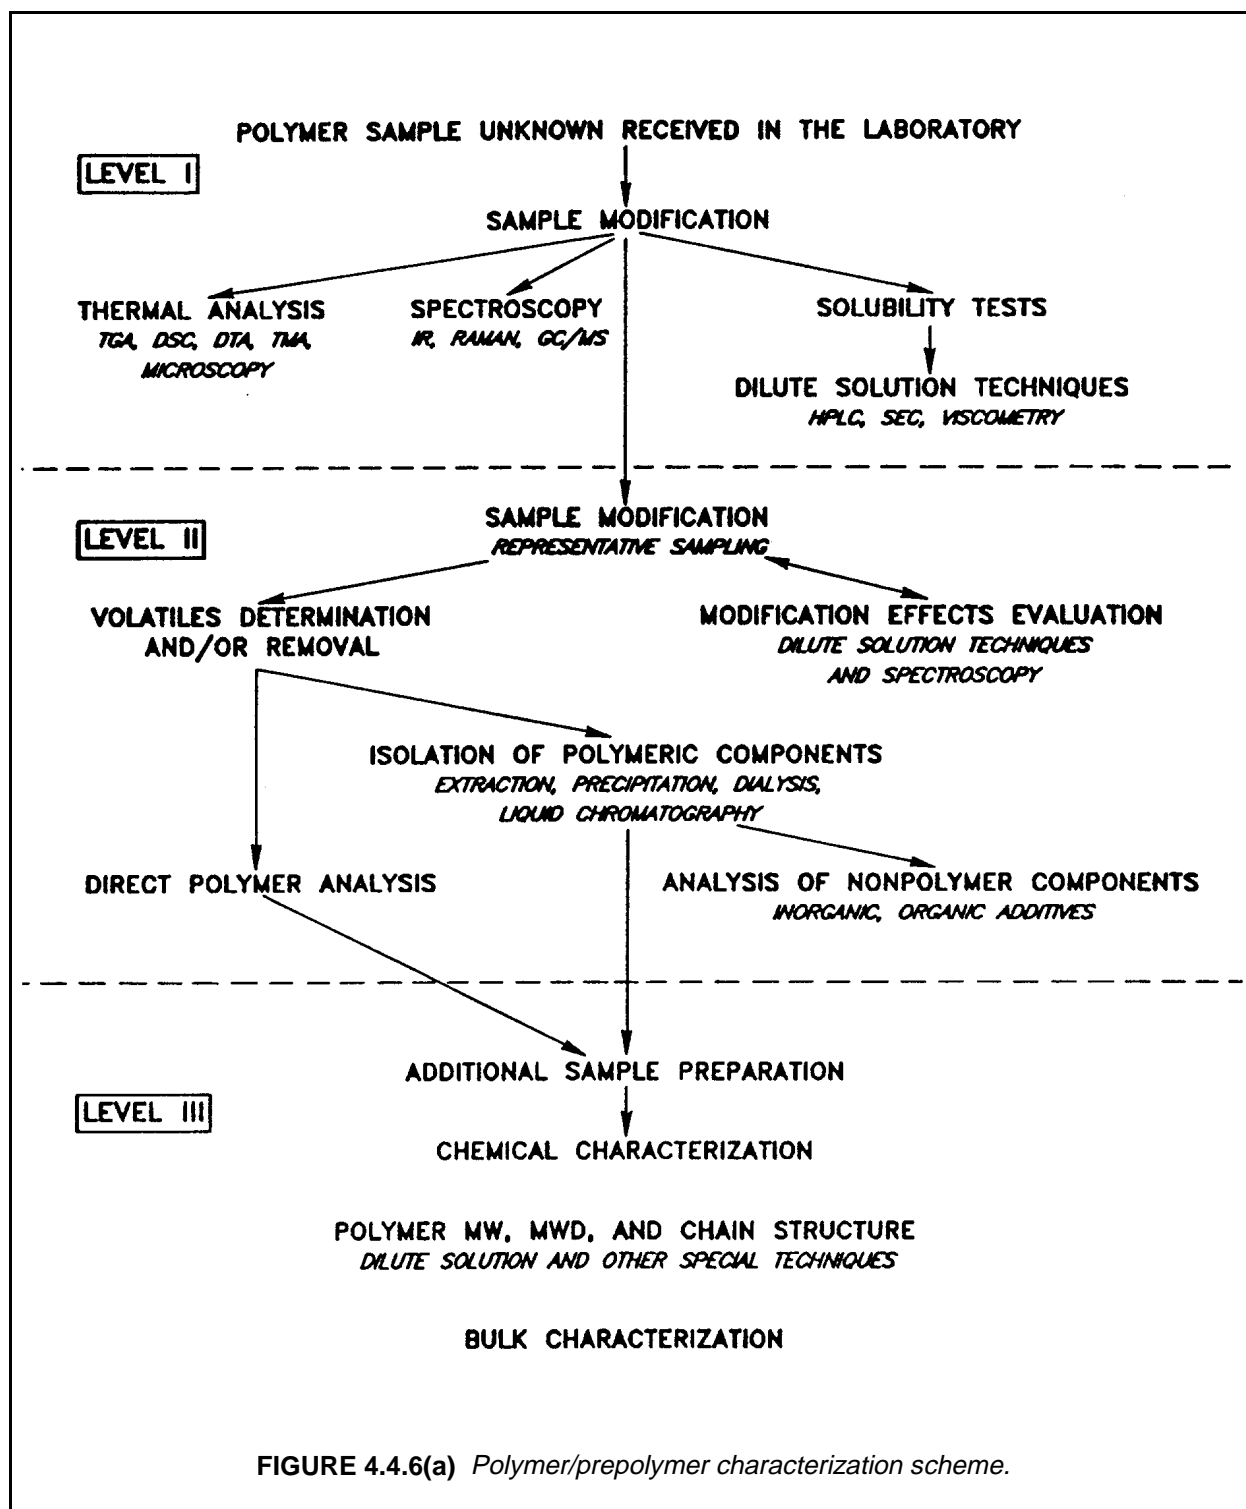 POLYMER SAMPLE UNKNOWN RECEIVED IN THE LABORATORY
LEVEL I
SAMPLE MODIFICATION
THERMAL ANALYSIS
TGA, DSC, DTA, TMA,
MICROSCOPY
SPECTROSCOPY
IR, RAMAN, GC/MS
SOLUBILITY TESTS
DILUTE SOLUTION TECHNIQUES
HPLC, SEC, VISCOMETRY
LEVEL II
SAMPLE MODIFICATION
REPRESENTATIVE SAMPLING
VOLATILES DETERMINATION
AND/OR REMOVAL
MODIFICATION EFFECTS EVALUATION
DILUTE SOLUTION TECHNIQUES
AND SPECTROSCOPY
ISOLATION OF POLYMERIC COMPONENTS
EXTRACTION, PRECIPITATION, DIALYSIS,
LIQUID CHROMATOGRAPHY
DIRECT POLYMER ANALYSIS
ANALYSIS OF NONPOLYMER COMPONENTS
INORGANIC, ORGANIC ADDITIVES
ADDITIONAL SAMPLE PREPARATION
LEVEL III
CHEMICAL CHARACTERIZATION
POLYMER MW, MWD, AND CHAIN STRUCTURE
DILUTE SOLUTION AND OTHER SPECIAL TECHNIQUES
BULK CHARACTERIZATION
FIGURE 4.4.6(a) Polymer/prepolymer characterization scheme.